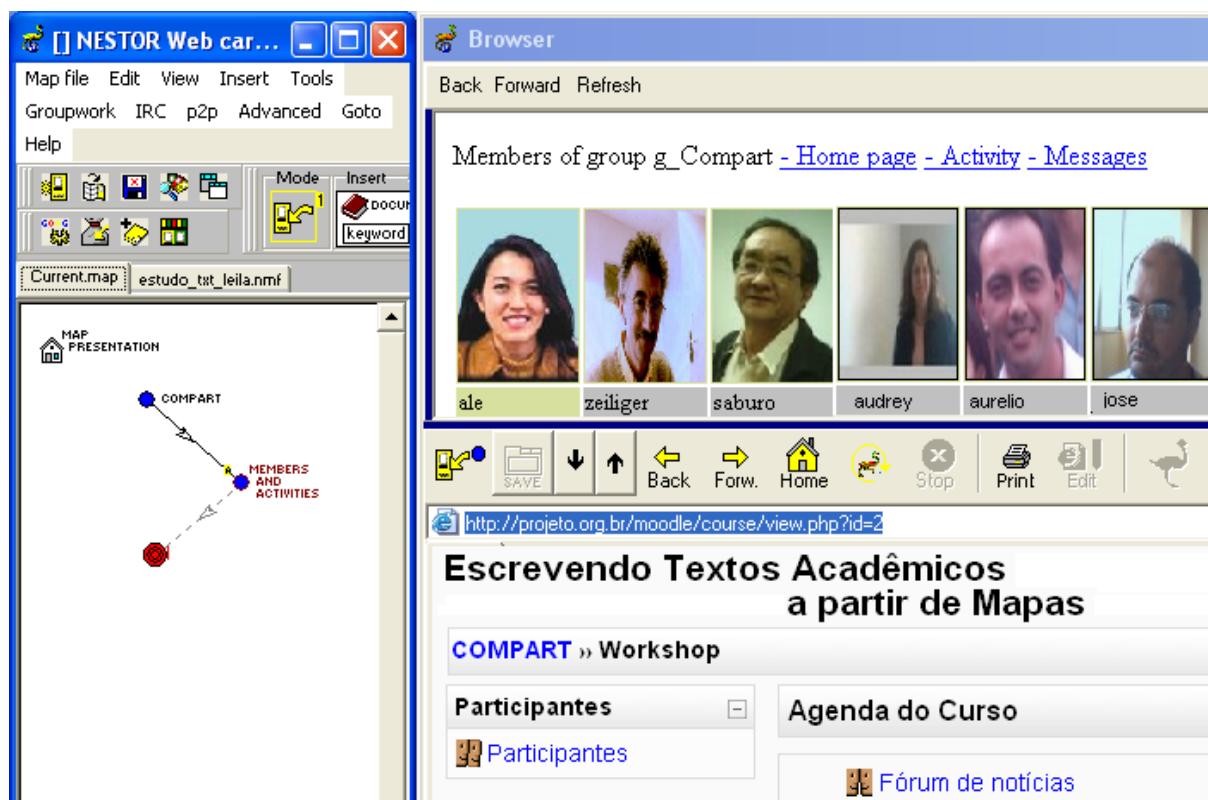 [] NESTOR Web car...
Map file Edit View Insert Tools
Groupwork IRC p2p Advanced Goto
Help
Mode Insert
1
DOCUM
keyword
Current.map estudo_txt_leila.nmf
MAP
PRESENTATION
COMPART
MEMBERS
AND
ACTIVITIES
Browser
Back Forward Refresh
Members of group g_Compart - Home page - Activity - Messages
ale zeiliger saburo audrey aurelio jose
SAVE Back Forw. Home Stop Print Edit
http://projeto.org.br/moodle/course/view.php?id=2
Escrevendo Textos Acadêmicos
a partir de Mapas
COMPART » Workshop
Participantes
Participantes
Agenda do Curso
Fórum de notícias